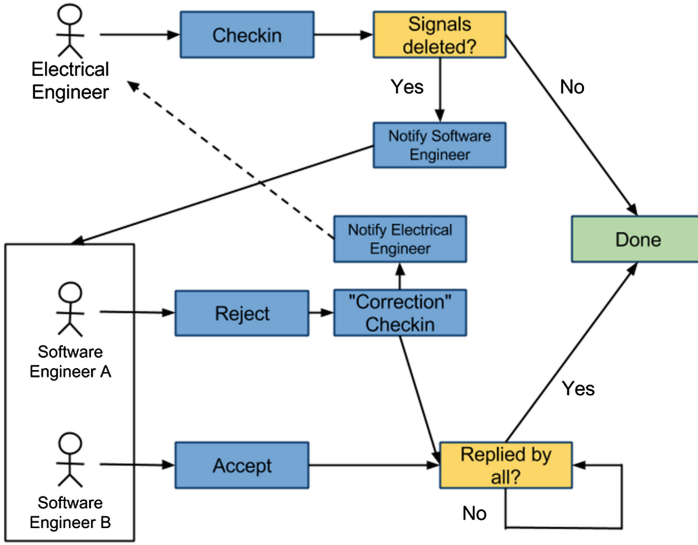 Electrical
Engineer
Checkin
Signals
deleted?
Yes
No
Notify Software
Engineer
Notify Electrical
Engineer
Done
Software
Engineer A
Reject
"Correction"
Checkin
Yes
Software
Engineer B
Accept
Replied by
all?
No